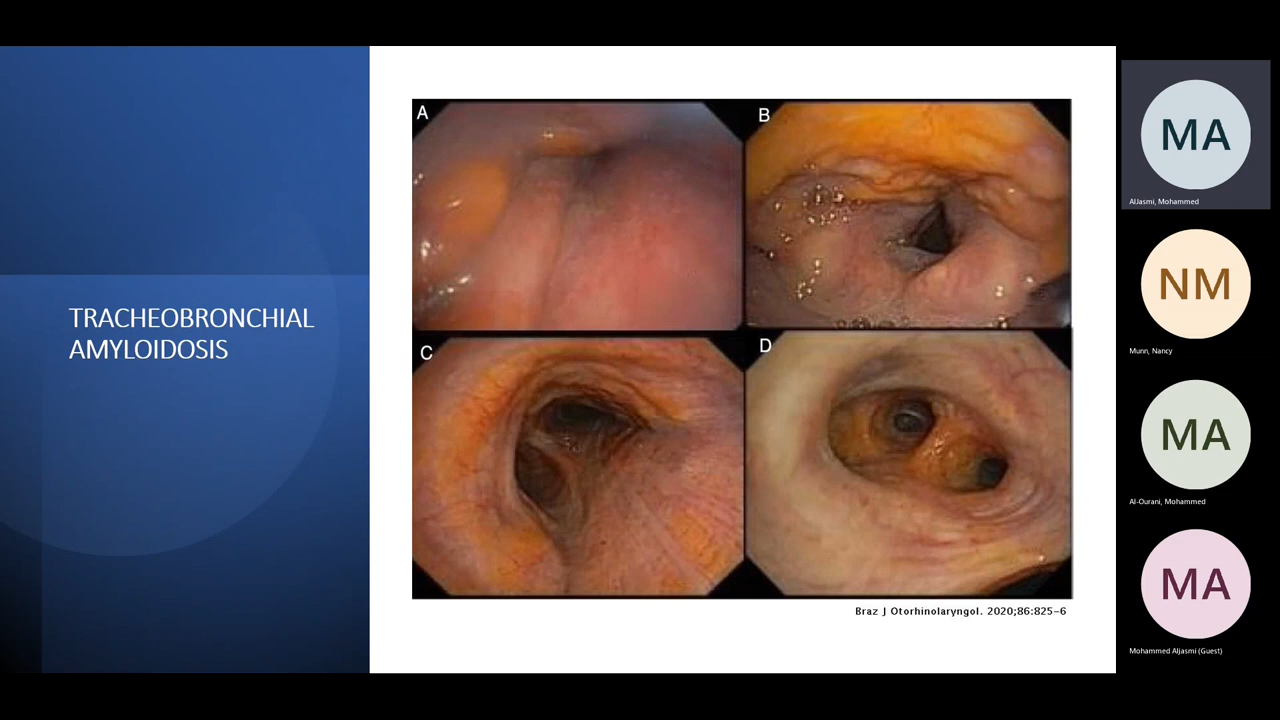 TRACHEOBRONCHIAL
AMYLOIDOSIS
A
B
C
D
Braz J Otorhinolaryngol. 2020;86:825–6
MA
AlJasmi, Mohammed
NM
Munn, Nancy
MA
Al-Ourani, Mohammed
MA
Mohammed Aljasmi (Guest)